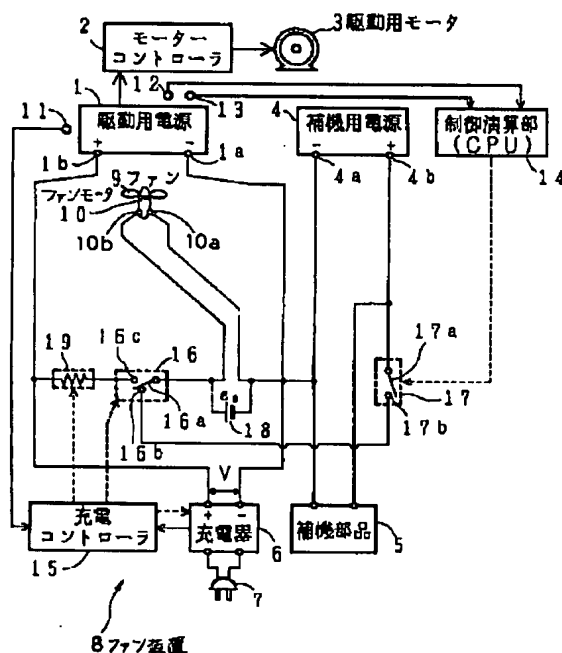 2
モーター
コントローラ
3駆動用モータ
1
12
13
11
駆動用電源
+
-
1b
1a
4
補機用電源
-
+
4a
4b
制御演算部
(CPU)
14
9ファン
ファンモータ
10
10b
10a
19
16c
16
16a
16b
e₀
18
17a
17
17b
V
+
-
充電器
6
充電
コントローラ
15
補機部品
5
7
8ファン装置